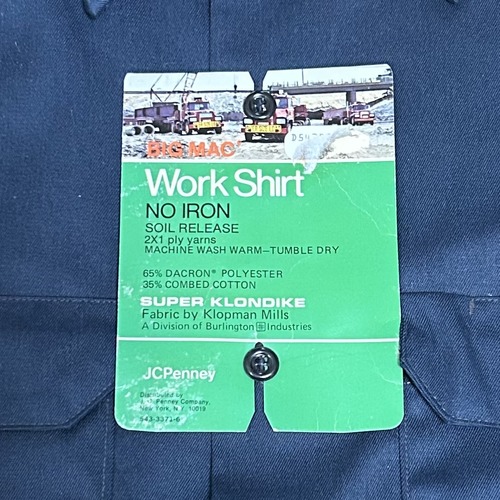 BIG MAC
Work Shirt
NO IRON
SOIL RELEASE
2X1 ply yarns
MACHINE WASH WARM–TUMBLE DRY
65% DACRON® POLYESTER
35% COMBED COTTON
SUPER KLONDIKE
Fabric by Klopman Mills
A Division of Burlington Industries
JCPenney
Distributed by
J. C. Penney Company,
New York, N.Y. 10019